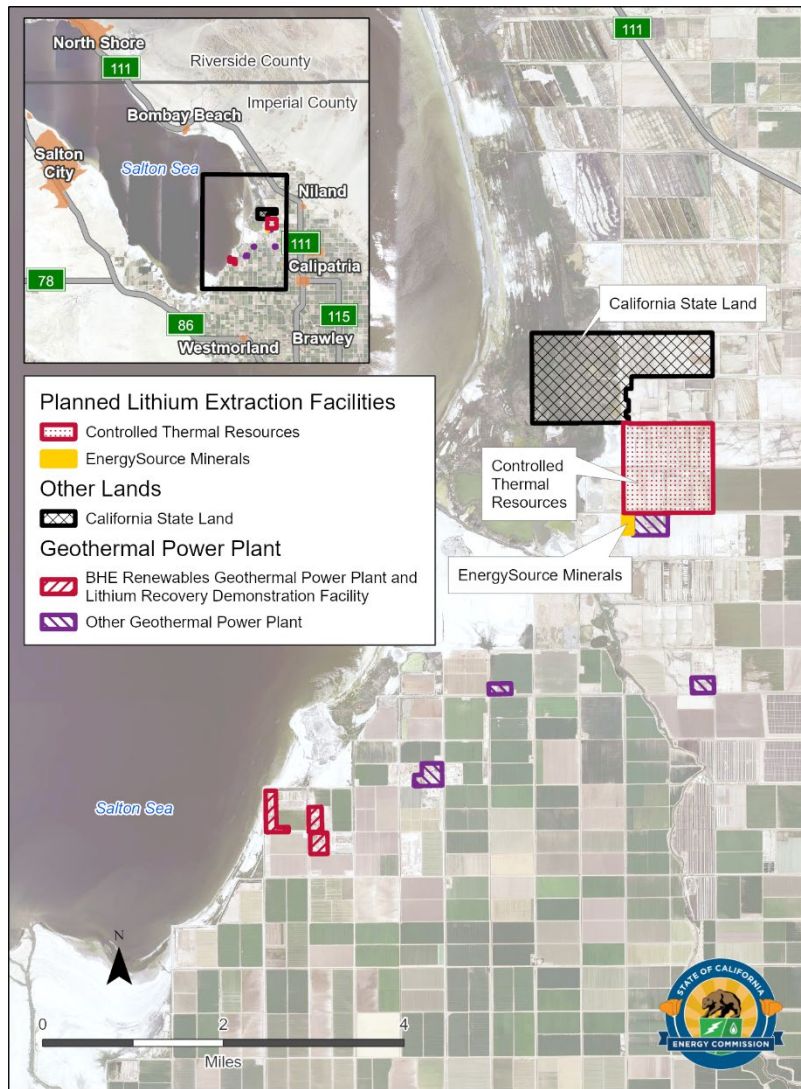 North Shore
111
Riverside County
Imperial County
Bombay Beach
Salton
City
Salton Sea
Niland
111
Calipatria
78
86
115
Westmorland
Brawley
111
California State Land
Planned Lithium Extraction Facilities
Controlled Thermal Resources
EnergySource Minerals
Other Lands
California State Land
Geothermal Power Plant
BHE Renewables Geothermal Power Plant and
Lithium Recovery Demonstration Facility
Other Geothermal Power Plant
Controlled
Thermal
Resources
EnergySource Minerals
Salton Sea
N
0 2 4
Miles
STATE OF CALIFORNIA
ENERGY COMMISSION